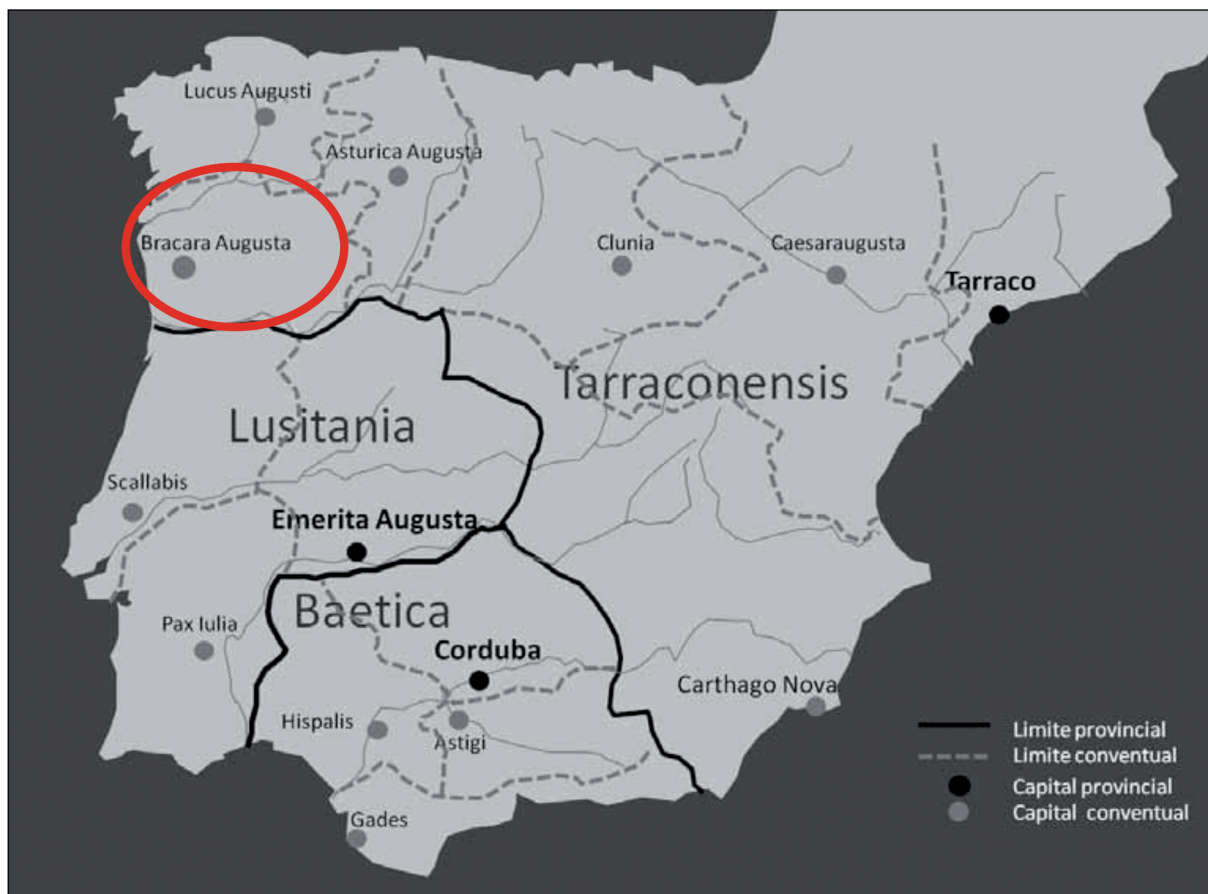 Lucus Augusti
Asturica Augusta
Bracara Augusta
Clunia
Caesaraugusta
Tarraco
Tarraconensis
Lusitania
Scallabis
Emerita Augusta
Baetica
Pax Iulia
Corduba
Carthago Nova
Hispalis
Astigi
Gades
Limite provincial
Limite conventual
Capital provincial
Capital conventual